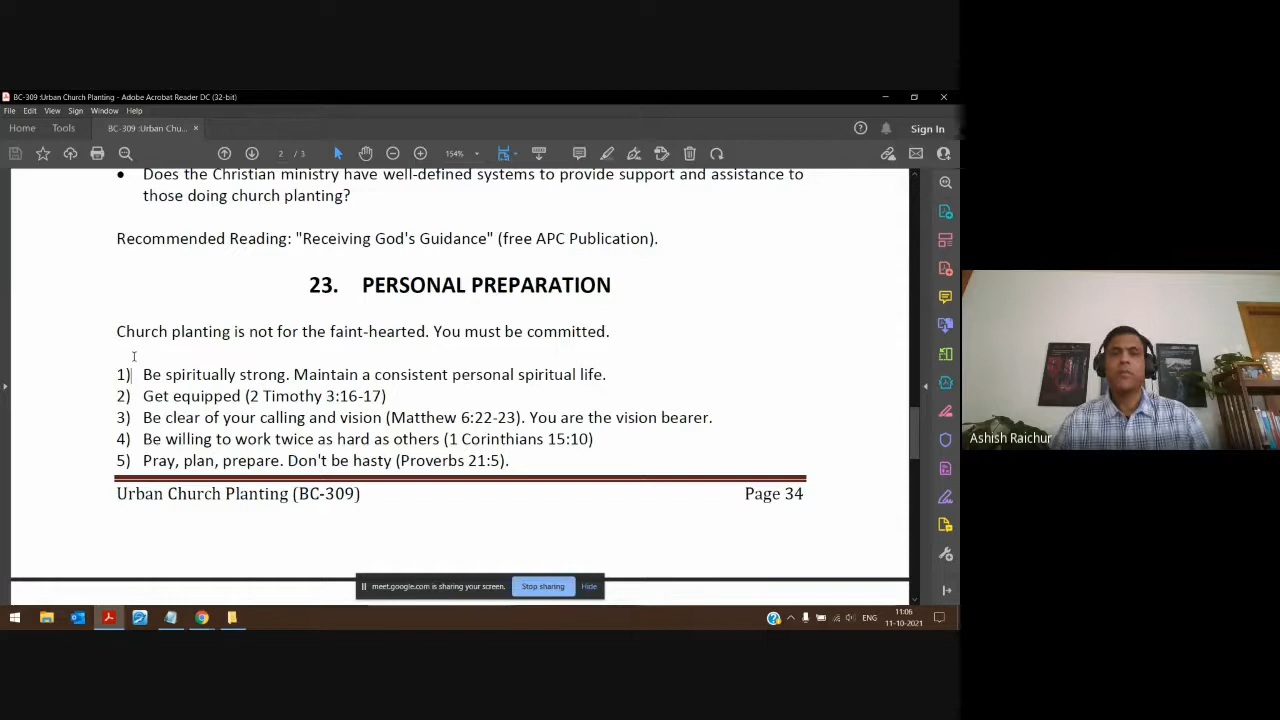 BC-309 :Urban Church Planting - Adobe Acrobat Reader DC (32-bit)
File Edit View Sign Window Help
Home Tools BC-309 :Urban Chu... × Sign In
2 / 3 154%
• Does the Christian ministry have well-defined systems to provide support and assistance to
those doing church planting?
Recommended Reading: "Receiving God's Guidance" (free APC Publication).
23. PERSONAL PREPARATION
Church planting is not for the faint-hearted. You must be committed.
1) Be spiritually strong. Maintain a consistent personal spiritual life.
2) Get equipped (2 Timothy 3:16-17)
3) Be clear of your calling and vision (Matthew 6:22-23). You are the vision bearer.
4) Be willing to work twice as hard as others (1 Corinthians 15:10)
5) Pray, plan, prepare. Don't be hasty (Proverbs 21:5).
Urban Church Planting (BC-309) Page 34
meet.google.com is sharing your screen. Stop sharing Hide
ENG 11:06
11-10-2021
Ashish Raichur